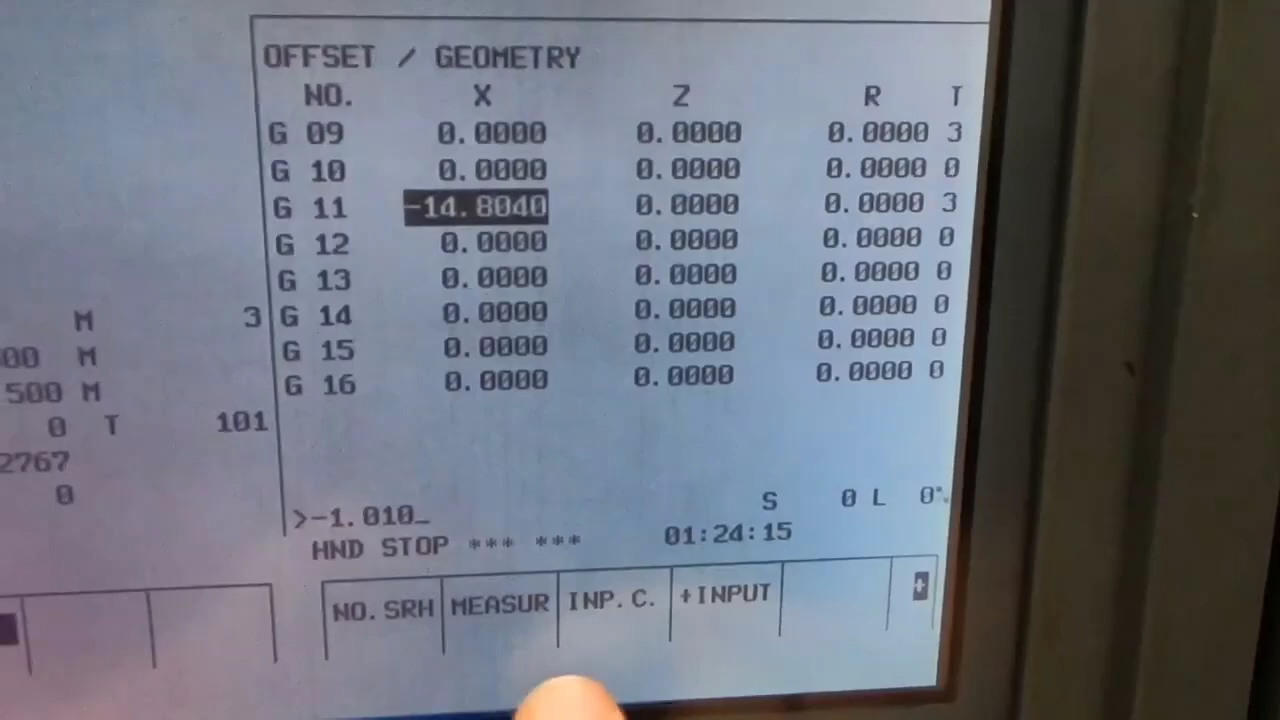 OFFSET / GEOMETRY
NO. X Z R T
G 09 0.0000 0.0000 0.0000 3
G 10 0.0000 0.0000 0.0000 0
G 11 -14.8040 0.0000 0.0000 3
G 12 0.0000 0.0000 0.0000 0
G 13 0.0000 0.0000 0.0000 0
M 3 G 14 0.0000 0.0000 0.0000 0
00 M G 15 0.0000 0.0000 0.0000 0
500 M G 16 0.0000 0.0000 0.0000 0
0 T 101
2767
0 S 0 L 0%
>-1.010_
HND STOP *** *** 01:24:15
NO.SRH MEASUR INP.C. +INPUT +